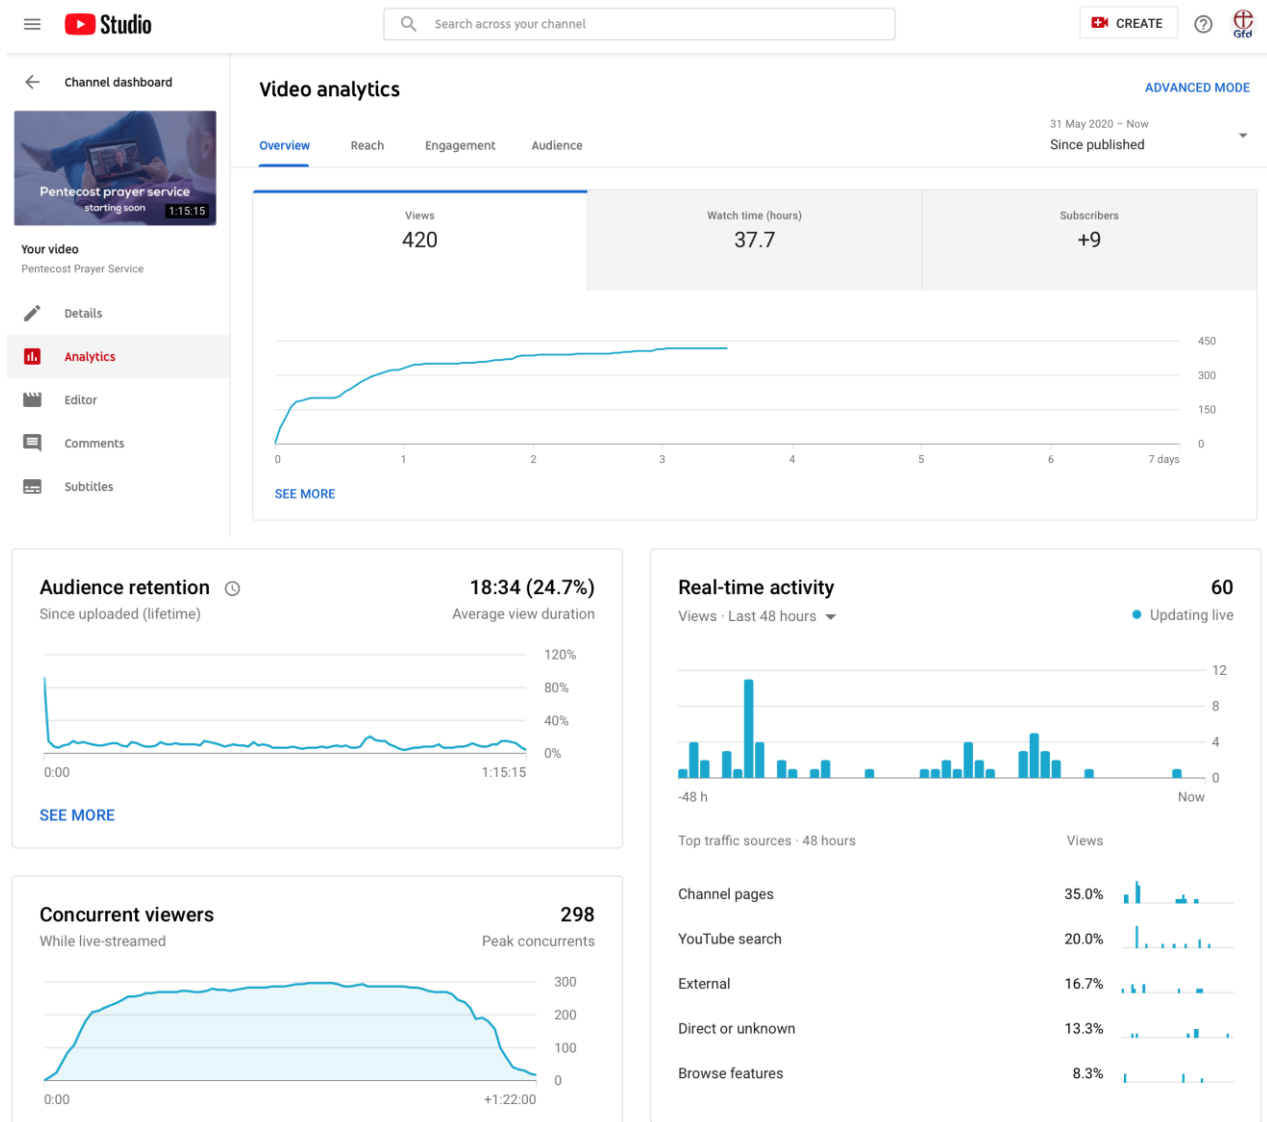 Studio
Search across your channel
CREATE
Gfd
Channel dashboard
Pentecost prayer service
starting soon
1:15:15
Your video
Pentecost Prayer Service
Details
Analytics
Editor
Comments
Subtitles
Video analytics
ADVANCED MODE
Overview Reach Engagement Audience
31 May 2020 – Now
Since published
Views
420
Watch time (hours)
37.7
Subscribers
+9
450
300
150
0
0 1 2 3 4 5 6 7 days
SEE MORE
Audience retention
18:34 (24.7%)
Since uploaded (lifetime)
Average view duration
120%
80%
40%
0%
0:00 1:15:15
SEE MORE
Concurrent viewers
298
While live-streamed
Peak concurrents
300
200
100
0
0:00 +1:22:00
Real-time activity
60
Views · Last 48 hours
Updating live
12
8
4
0
-48 h Now
Top traffic sources · 48 hours Views
Channel pages 35.0%
YouTube search 20.0%
External 16.7%
Direct or unknown 13.3%
Browse features 8.3%